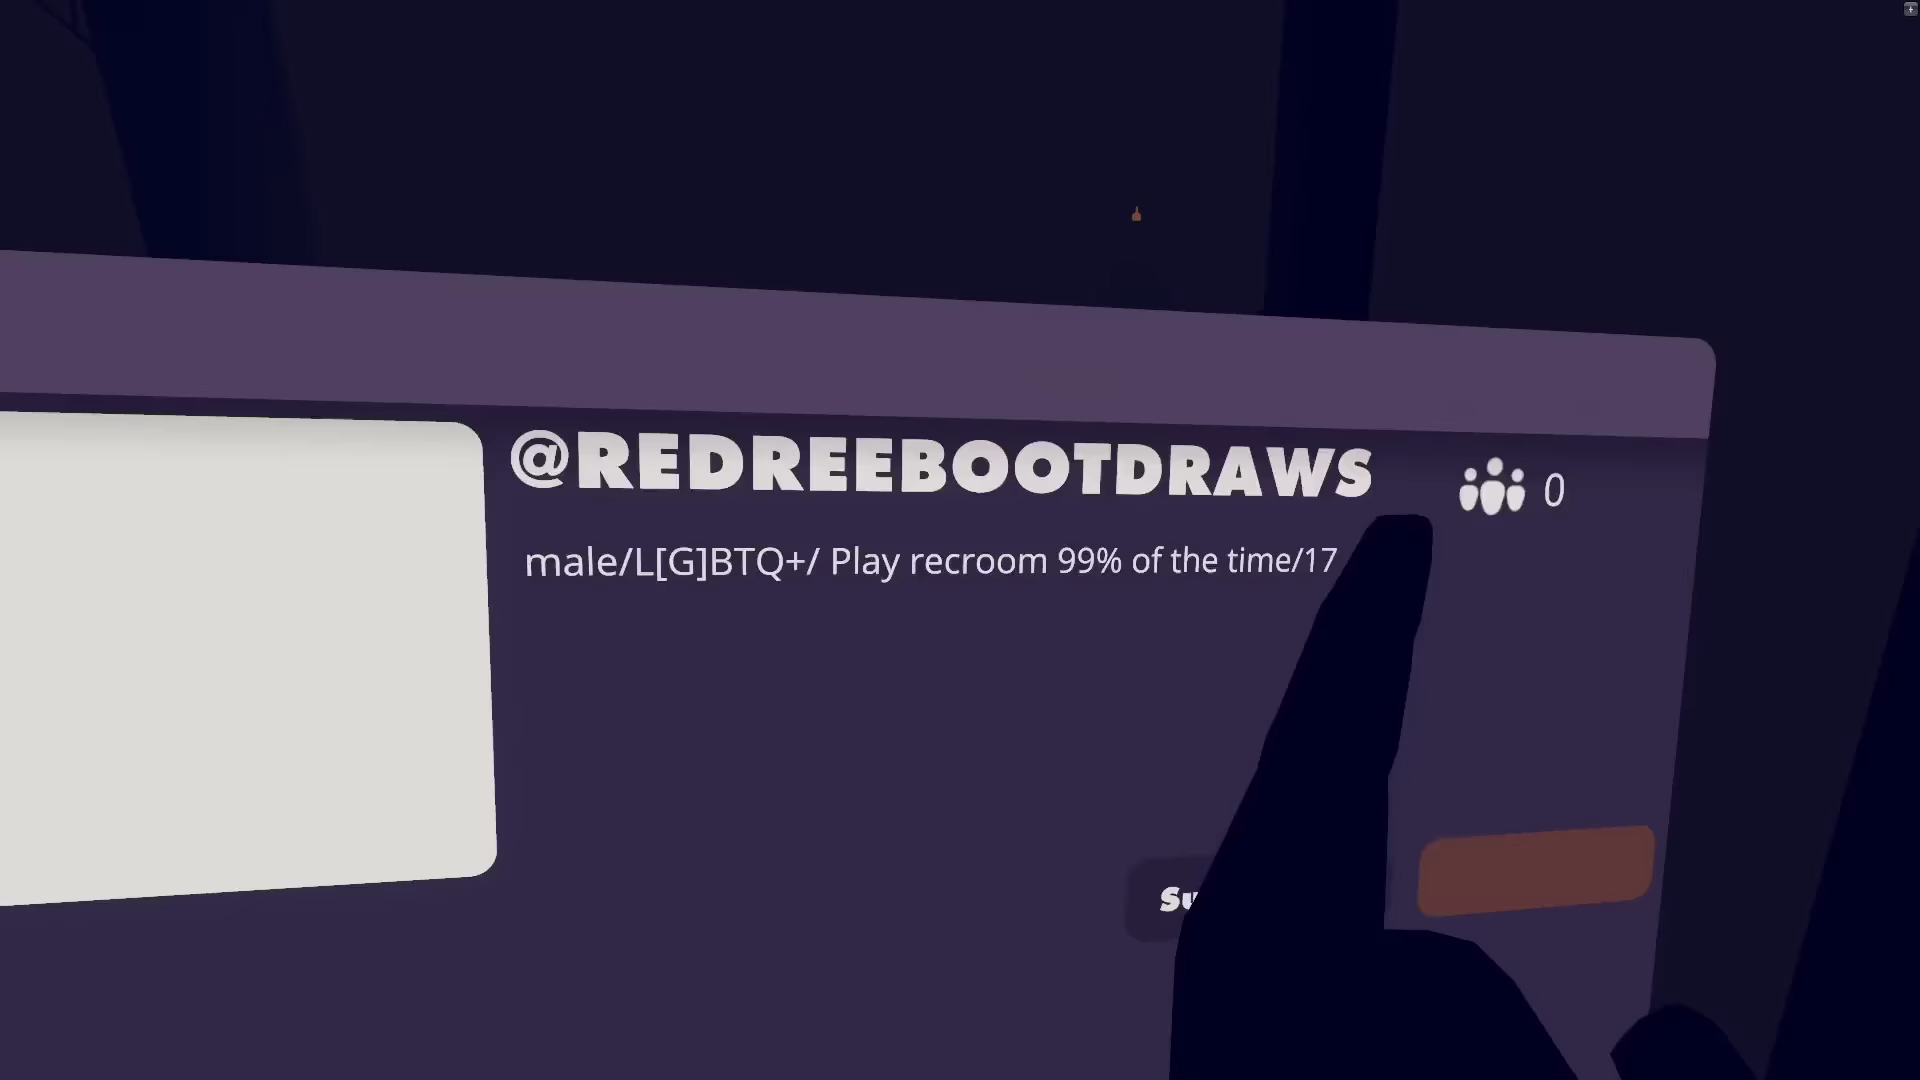 @REDREEBOOTDRAWS
0
male/L[G]BTQ+/ Play recroom 99% of the time/17